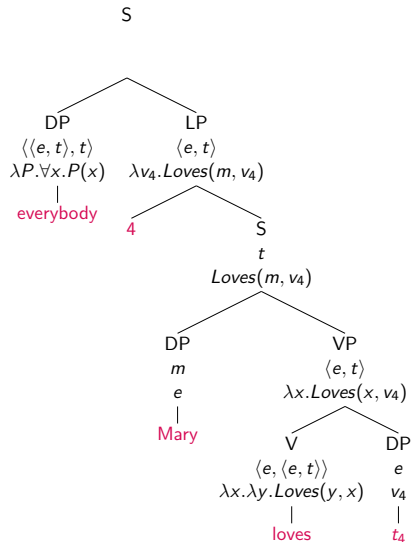 S
DP LP
⟨⟨e, t⟩, t⟩ ⟨e, t⟩
λP.∀x.P(x) λv₄.Loves(m, v₄)
everybody 4 S
t
Loves(m, v₄)
DP VP
m ⟨e, t⟩
e λx.Loves(x, v₄)
Mary V DP
⟨e, ⟨e, t⟩⟩ e
λx.λy.Loves(y, x) v₄
loves t₄